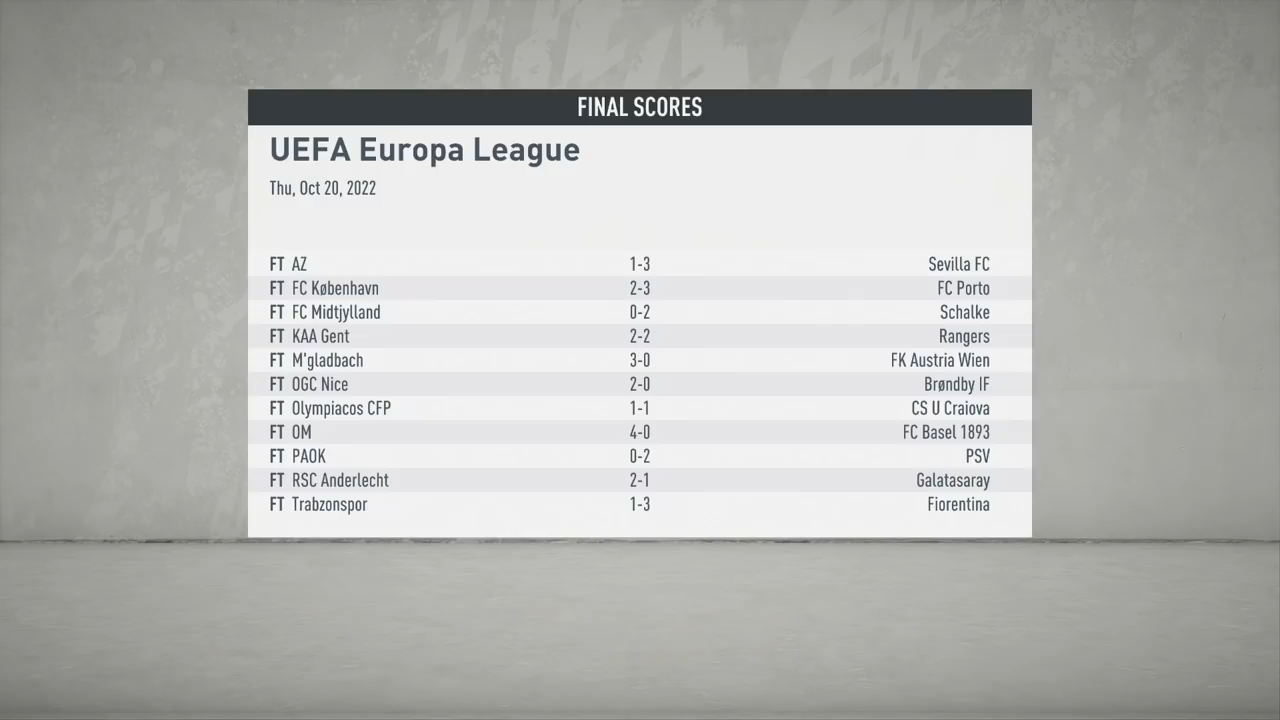 FINAL SCORES
UEFA Europa League
Thu, Oct 20, 2022
FT AZ 1-3 Sevilla FC
FT FC København 2-3 FC Porto
FT FC Midtjylland 0-2 Schalke
FT KAA Gent 2-2 Rangers
FT M'gladbach 3-0 FK Austria Wien
FT OGC Nice 2-0 Brøndby IF
FT Olympiacos CFP 1-1 CS U Craiova
FT OM 4-0 FC Basel 1893
FT PAOK 0-2 PSV
FT RSC Anderlecht 2-1 Galatasaray
FT Trabzonspor 1-3 Fiorentina